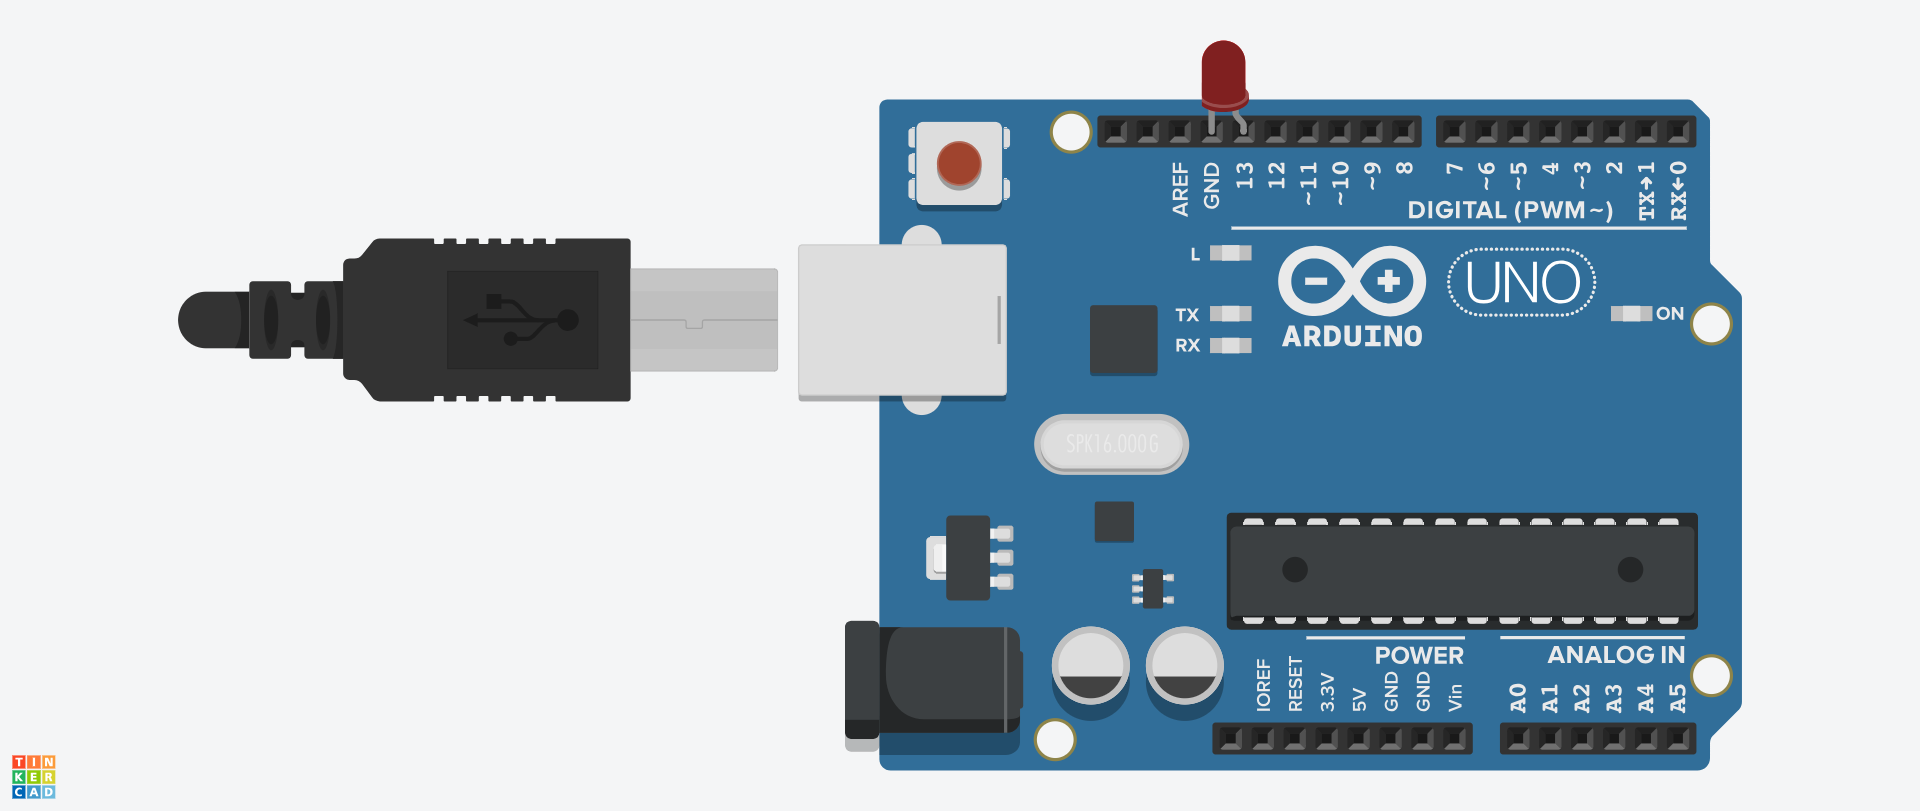 AREF
GND
13
12
~11
~10
~9
8
7
~6
~5
4
~3
2
TX→1
RX←0
DIGITAL (PWM~)
L
TX
RX
ARDUINO
UNO
ON
SPK16.000G
POWER
ANALOG IN
IOREF
RESET
3.3V
5V
GND
GND
Vin
A0
A1
A2
A3
A4
A5
TIN
KER
CAD